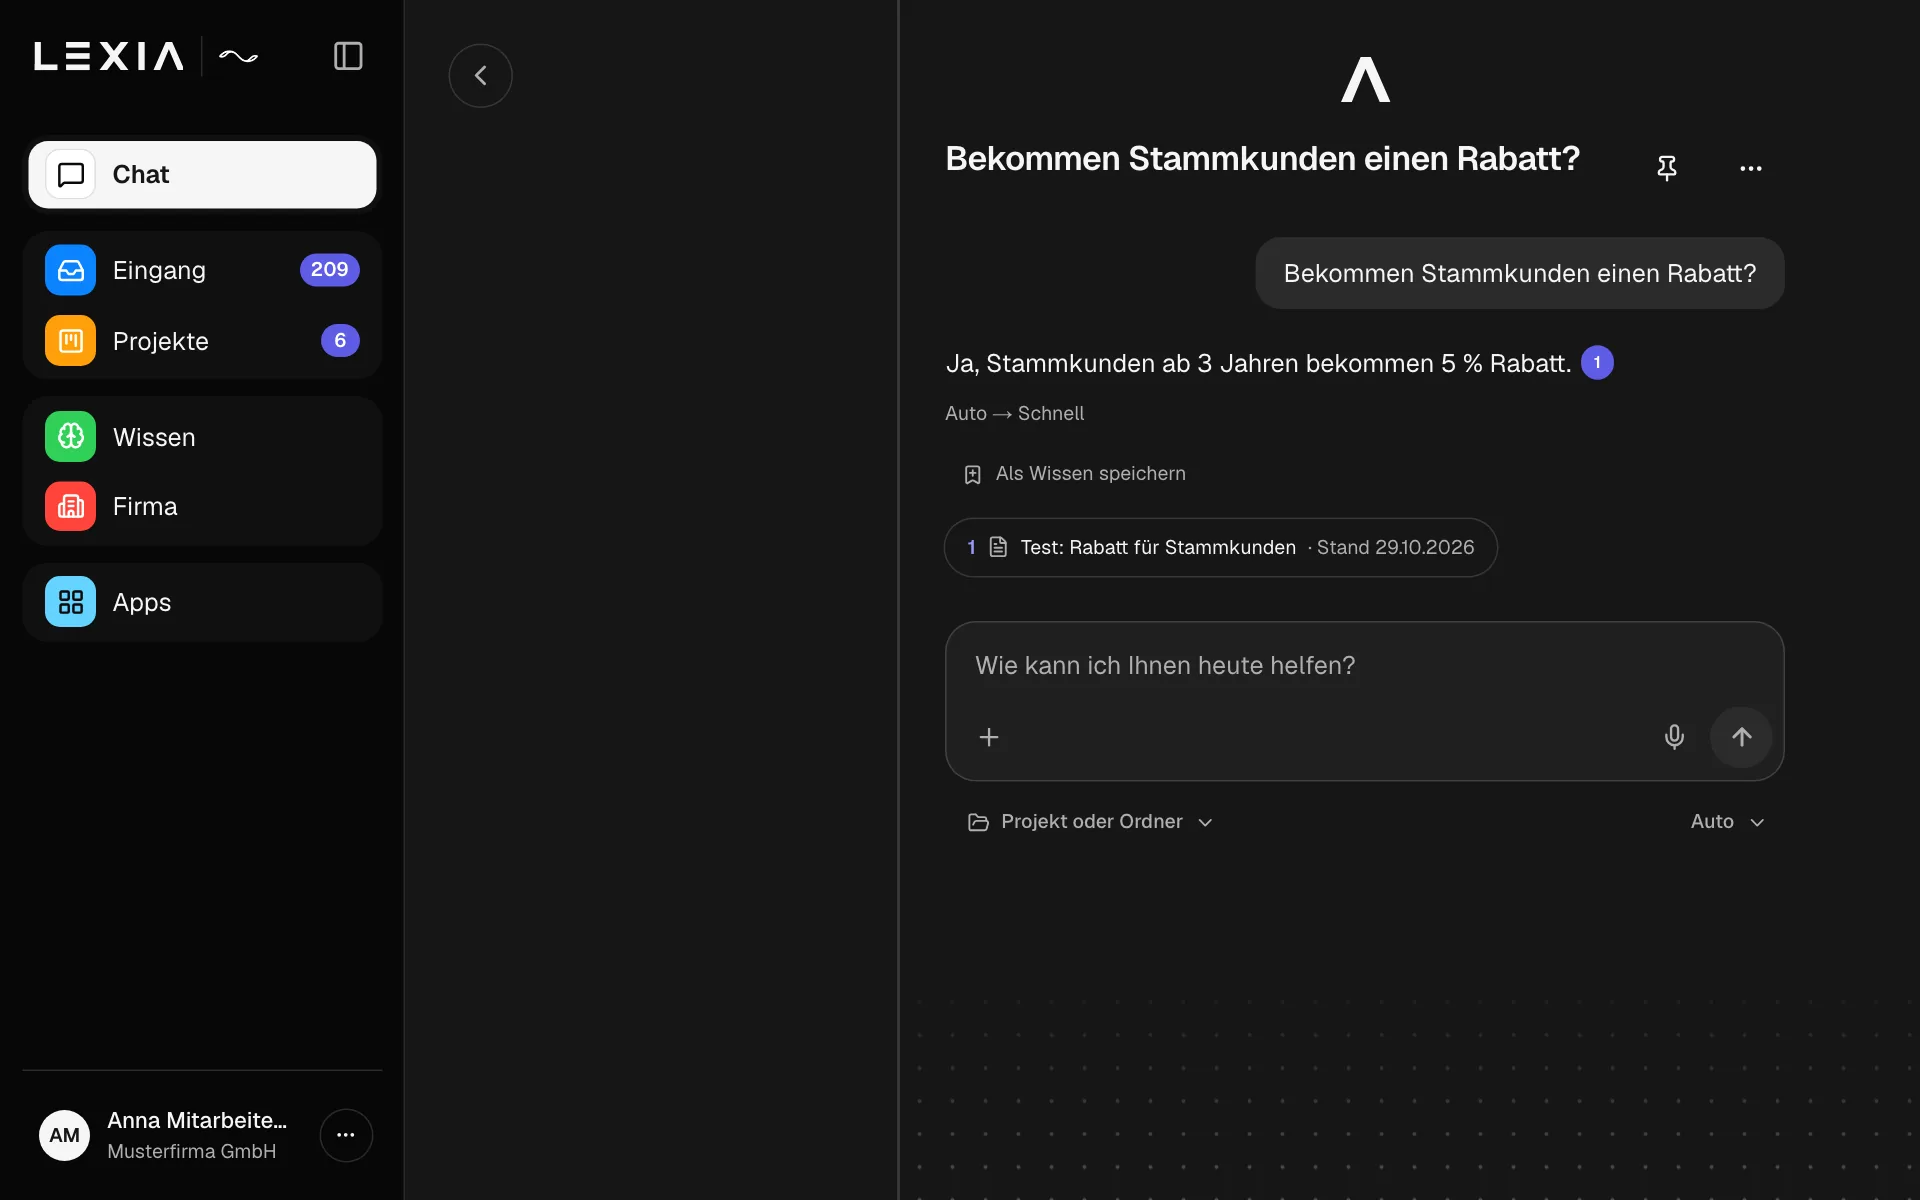 LEXIA
Chat
Eingang 209
Projekte 6
Wissen
Firma
Apps
AM
Anna Mitarbeite...
Musterfirma GmbH
Bekommen Stammkunden einen Rabatt?
Bekommen Stammkunden einen Rabatt?
Ja, Stammkunden ab 3 Jahren bekommen 5 % Rabatt. 1
Auto → Schnell
Als Wissen speichern
1 Test: Rabatt für Stammkunden · Stand 29.10.2026
Wie kann ich Ihnen heute helfen?
Projekt oder Ordner
Auto